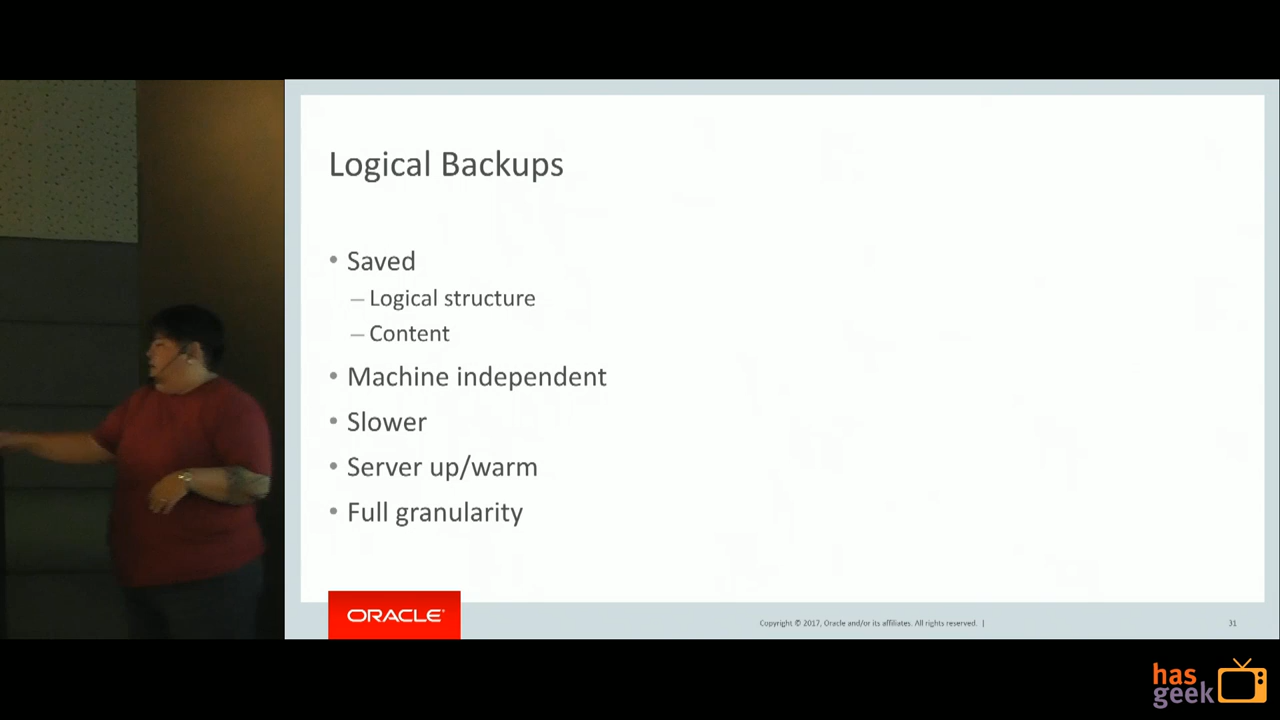 Logical Backups
• Saved
– Logical structure
– Content
• Machine independent
• Slower
• Server up/warm
• Full granularity
ORACLE®
Copyright © 2017, Oracle and/or its affiliates. All rights reserved. |
31
has
geek